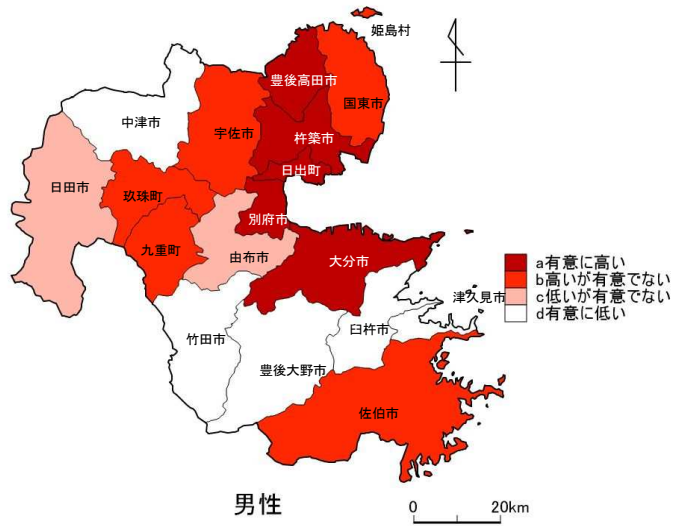 姫島村
豊後高田市
国東市
中津市
宇佐市
杵築市
日出町
日田市
玖珠町
別府市
九重町
由布市
大分市
a有意に高い
b高いが有意でない
c低いが有意でない
d有意に低い
津久見市
臼杵市
竹田市
豊後大野市
佐伯市
男性
0 20km